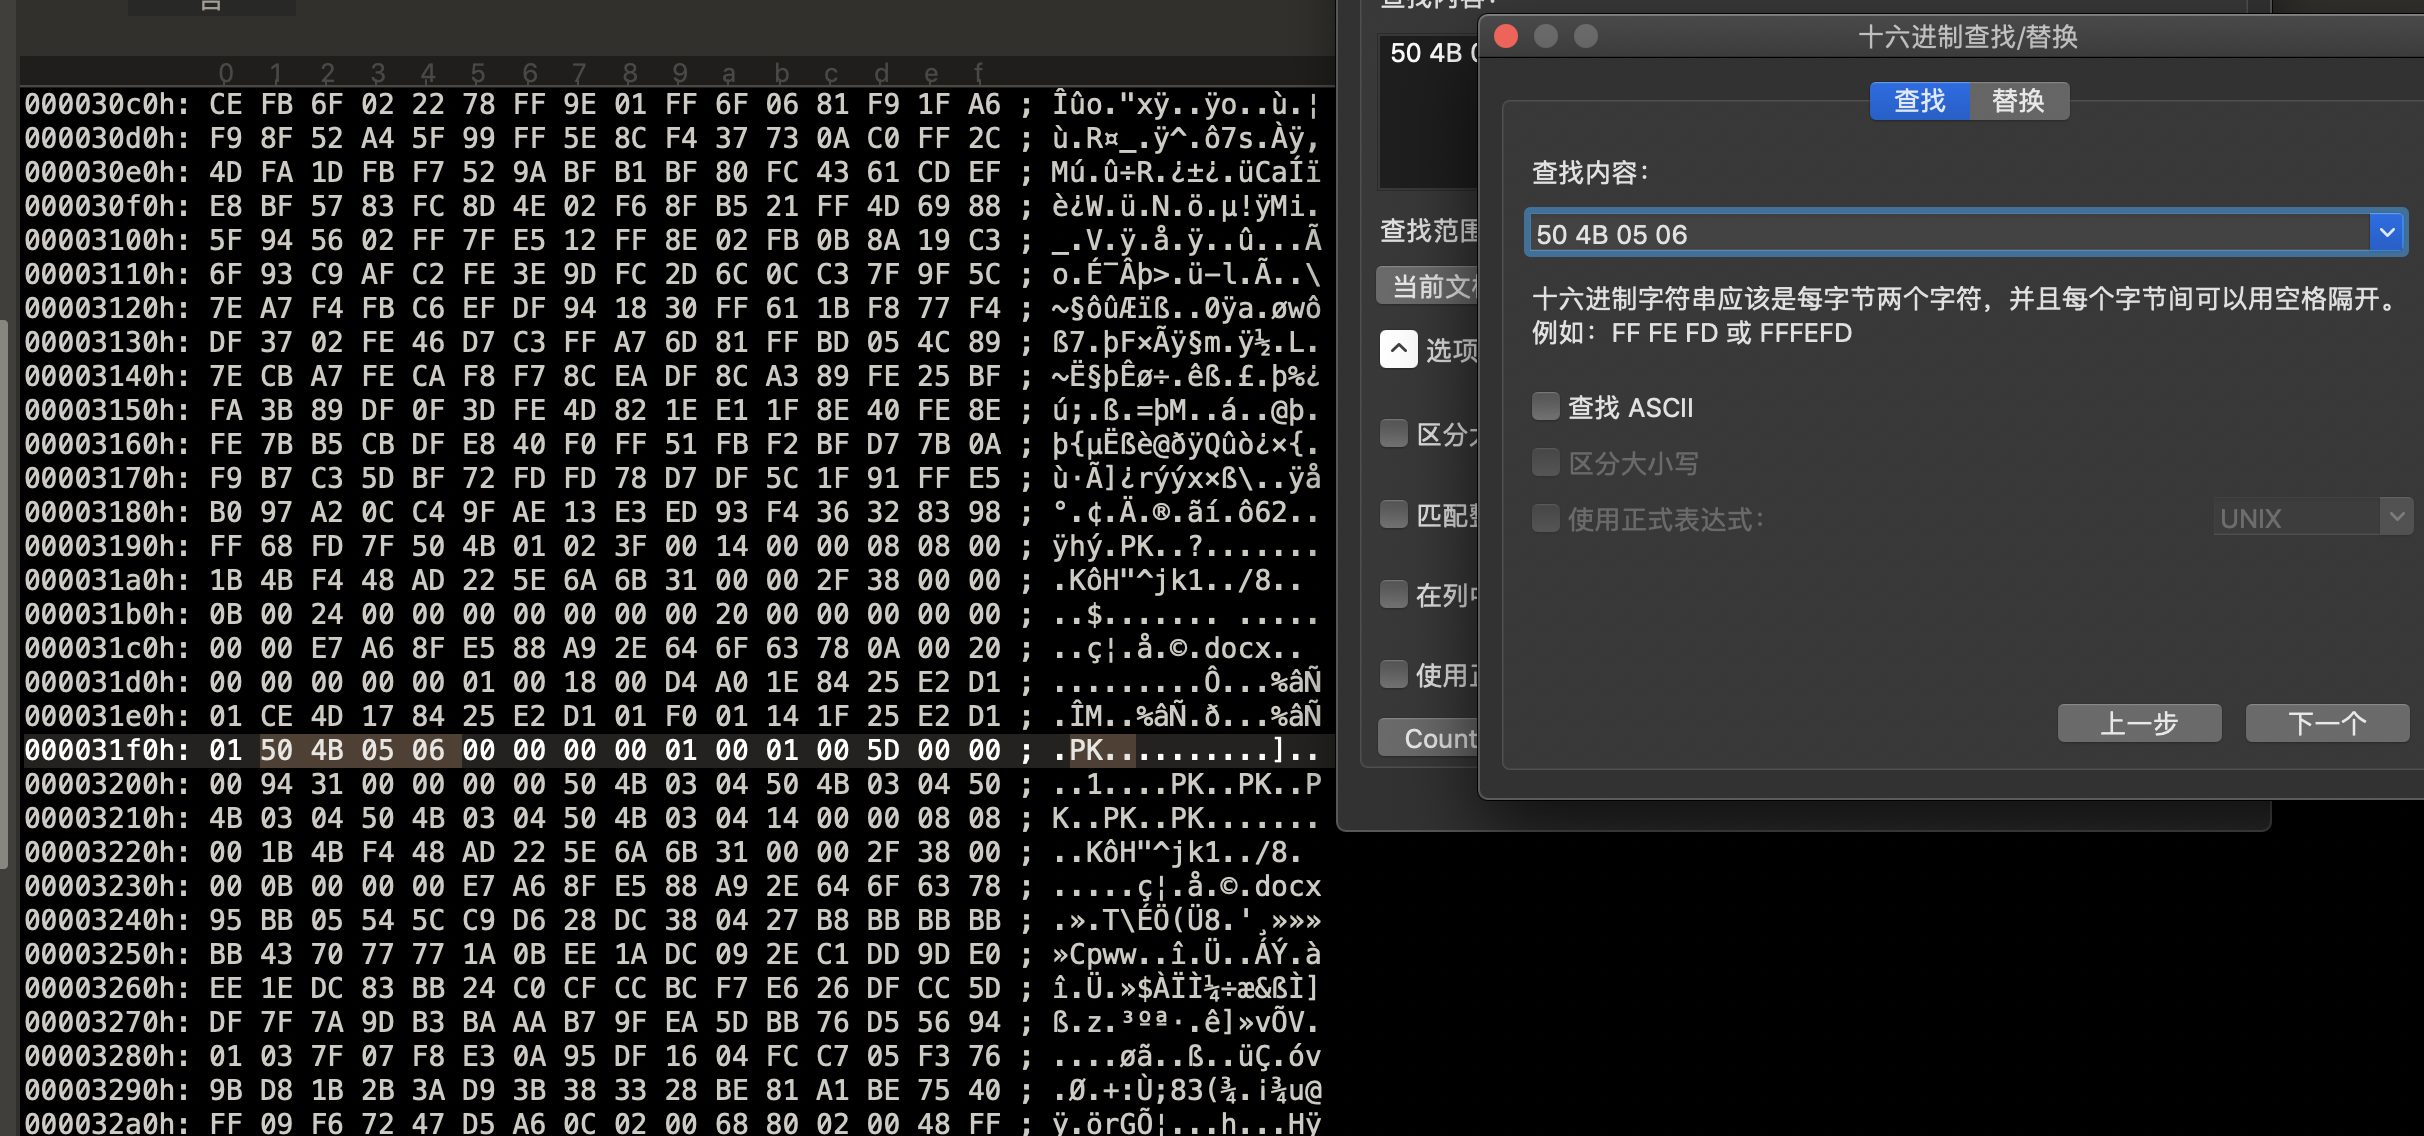 0 1 2 3 4 5 6 7 8 9 a b c d e f
000030c0h: CE FB 6F 02 22 78 FF 9E 01 FF 6F 06 81 F9 1F A6 ; Îûo."xÿ..ÿo..ù.¦
000030d0h: F9 8F 52 A4 5F 99 FF 5E 8C F4 37 73 0A C0 FF 2C ; ù.R¤_.ÿ^.ô7s.Àÿ,
000030e0h: 4D FA 1D FB F7 52 9A BF B1 BF 80 FC 43 61 CD EF ; Mú.û÷R.¿±¿.üCaÍï
000030f0h: E8 BF 57 83 FC 8D 4E 02 F6 8F B5 21 FF 4D 69 88 ; è¿W.ü.N.ö.µ!ÿMi.
00003100h: 5F 94 56 02 FF 7F E5 12 FF 8E 02 FB 0B 8A 19 C3 ; _.V.ÿ.å.ÿ..û...Ã
00003110h: 6F 93 C9 AF C2 FE 3E 9D FC 2D 6C 0C C3 7F 9F 5C ; o.É¯Âþ>.ü-l.Ã..\
00003120h: 7E A7 F4 FB C6 EF DF 94 18 30 FF 61 1B F8 77 F4 ; ~§ôûÆïß..0ÿa.øwô
00003130h: DF 37 02 FE 46 D7 C3 FF A7 6D 81 FF BD 05 4C 89 ; ß7.þF×Ãÿ§m.ÿ½.L.
00003140h: 7E CB A7 FE CA F8 F7 8C EA DF 8C A3 89 FE 25 BF ; ~Ë§þÊø÷.êß.£.þ%¿
00003150h: FA 3B 89 DF 0F 3D FE 4D 82 1E E1 1F 8E 40 FE 8E ; ú;.ß.=þM..á..@þ.
00003160h: FE 7B B5 CB DF E8 40 F0 FF 51 FB F2 BF D7 7B 0A ; þ{µËßè@ðÿQûò¿×{.
00003170h: F9 B7 C3 5D BF 72 FD FD 78 D7 DF 5C 1F 91 FF E5 ; ù·Ã]¿rýýx×ß\..ÿå
00003180h: B0 97 A2 0C C4 9F AE 13 E3 ED 93 F4 36 32 83 98 ; °.¢.Ä.®.ãí.ô62..
00003190h: FF 68 FD 7F 50 4B 01 02 3F 00 14 00 00 08 08 00 ; ÿhý.PK..?.......
000031a0h: 1B 4B F4 48 AD 22 5E 6A 6B 31 00 00 2F 38 00 00 ; .KôH"^jk1../8..
000031b0h: 0B 00 24 00 00 00 00 00 00 00 20 00 00 00 00 00 ; ..$....... .....
000031c0h: 00 00 E7 A6 8F E5 88 A9 2E 64 6F 63 78 0A 00 20 ; ..ç¦.å.©.docx..
000031d0h: 00 00 00 00 00 01 00 18 00 D4 A0 1E 84 25 E2 D1 ; .........Ô...%âÑ
000031e0h: 01 CE 4D 17 84 25 E2 D1 01 F0 01 14 1F 25 E2 D1 ; .ÎM..%âÑ.ð...%âÑ
000031f0h: 01 50 4B 05 06 00 00 00 00 01 00 01 00 5D 00 00 ; .PK..........]..
00003200h: 00 94 31 00 00 00 00 50 4B 03 04 50 4B 03 04 50 ; ..1....PK..PK..P
00003210h: 4B 03 04 50 4B 03 04 50 4B 03 04 14 00 00 08 08 ; K..PK..PK.......
00003220h: 00 1B 4B F4 48 AD 22 5E 6A 6B 31 00 00 2F 38 00 ; ..KôH"^jk1../8.
00003230h: 00 0B 00 00 00 E7 A6 8F E5 88 A9 2E 64 6F 63 78 ; .....ç¦.å.©.docx
00003240h: 95 BB 05 54 5C C9 D6 28 DC 38 04 27 B8 BB BB BB ; .».T\ÉÖ(Ü8.'¸»»»
00003250h: BB 43 70 77 77 1A 0B EE 1A DC 09 2E C1 DD 9D E0 ; »Cpww..î.Ü..ÁÝ.à
00003260h: EE 1E DC 83 BB 24 C0 CF CC BC F7 E6 26 DF CC 5D ; î.Ü.»$ÀÏÌ¼÷æ&ßÌ]
00003270h: DF 7F 7A 9D B3 BA AA B7 9F EA 5D BB 76 D5 56 94 ; ß.z.³ºª·.ê]»vÕV.
00003280h: 01 03 7F 07 F8 E3 0A 95 DF 16 04 FC C7 05 F3 76 ; ....øã..ß..üÇ.óv
00003290h: 9B D8 1B 2B 3A D9 3B 38 33 28 BE 81 A1 BE 75 40 ; .Ø.+:Ù;83(¾.¡¾u@
000032a0h: FF 09 F6 72 47 D5 A6 0C 02 00 68 80 02 00 48 FF ; ÿ.örGÕ¦...h...Hÿ
查找内容:
50 4B 0
查找范围
当前文
选项
区分
匹配
在列
使用
Count
十六进制查找/替换
查找 替换
查找内容：
50 4B 05 06
十六进制字符串应该是每字节两个字符，并且每个字节间可以用空格隔开。
例如：FF FE FD 或 FFFEFD
查找 ASCII
区分大小写
使用正式表达式：
UNIX
上一步 下一个